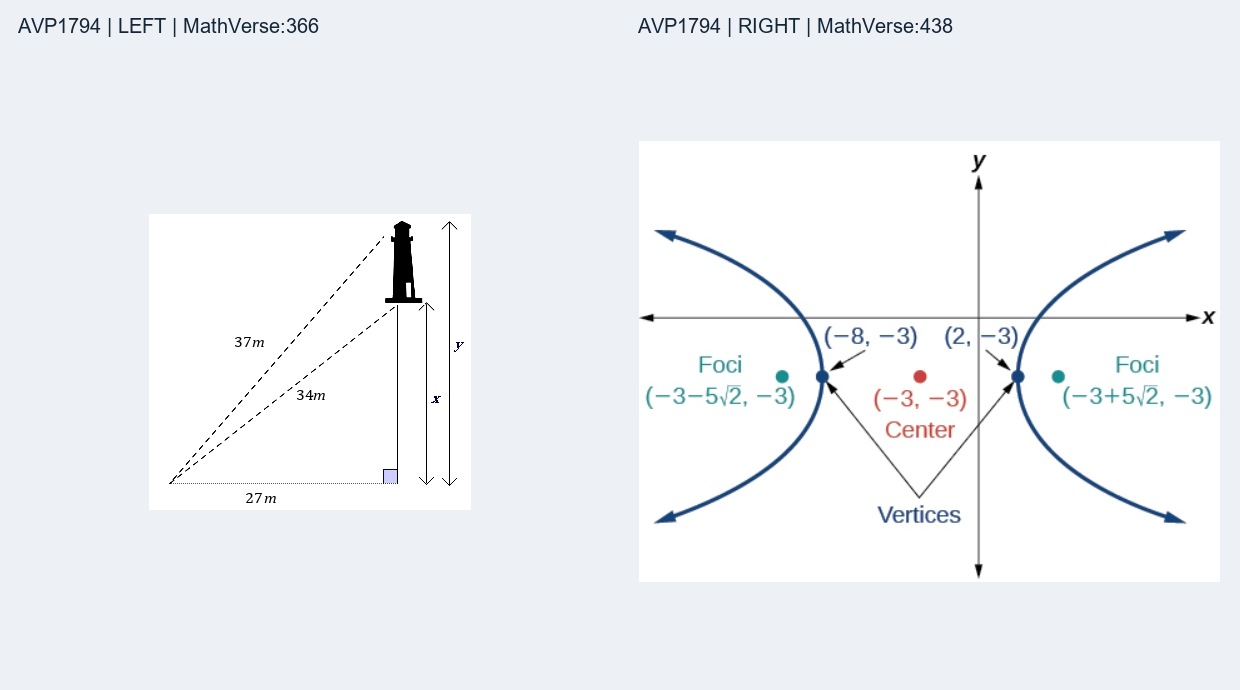 AVP1794 | LEFT | MathVerse:366
37m
34m
27m
x
y
AVP1794 | RIGHT | MathVerse:438
y
x
(−8, −3) (2, −3)
Foci
(−3−5√2, −3)
(−3, −3)
Center
Foci
(−3+5√2, −3)
Vertices